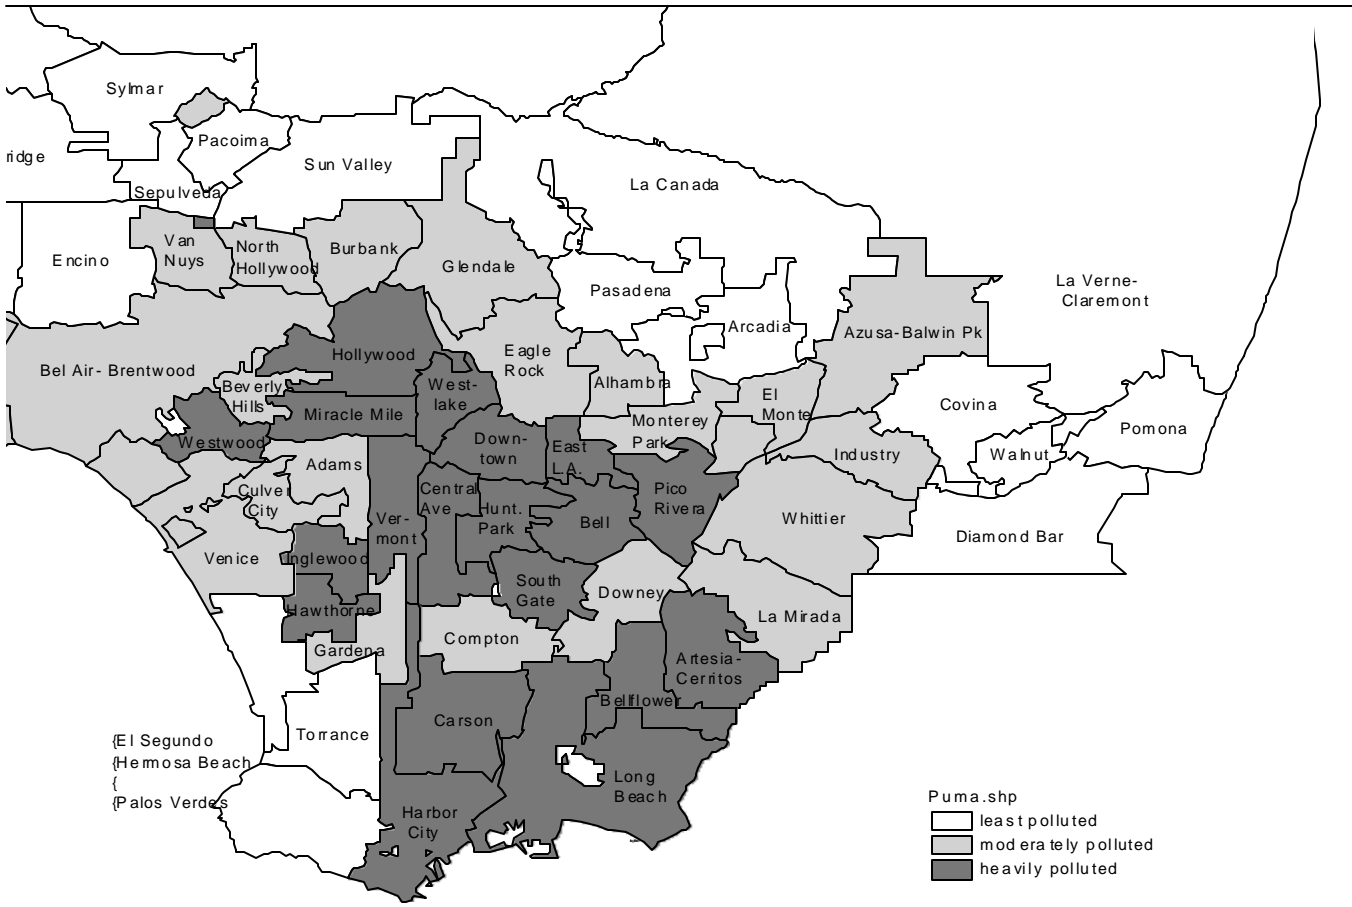 Sylmar
Pacoima
ridge
Sun Valley
La Canada
Sepulveda
Van
Nuys
North
Hollywood
Burbank
Encino
Glendale
Pasadena
La Verne-
Claremont
Arcadia
Azusa-Balwin Pk
Hollywood
Eagle
Rock
Bel Air- Brentwood
Beverly
Hills
West-
lake
Alhambra
El
Monte
Covina
Miracle Mile
Monterey
Park
Pomona
Westwood
Down-
town
East
L.A.
Industry
Walnut
Adams
Culver
City
Central
Ave
Hunt.
Park
Pico
Rivera
Ver-
mont
Bell
Whittier
Diamond Bar
Venice
Inglewood
South
Gate
Downey
Hawthorne
La Mirada
Compton
Gardena
Artesia-
Cerritos
Bellflower
Carson
Torrance
{El Segundo
{Hermosa Beach
{
{Palos Verdes
Long
Beach
Harbor
City
Puma.shp
least polluted
moderately polluted
heavily polluted